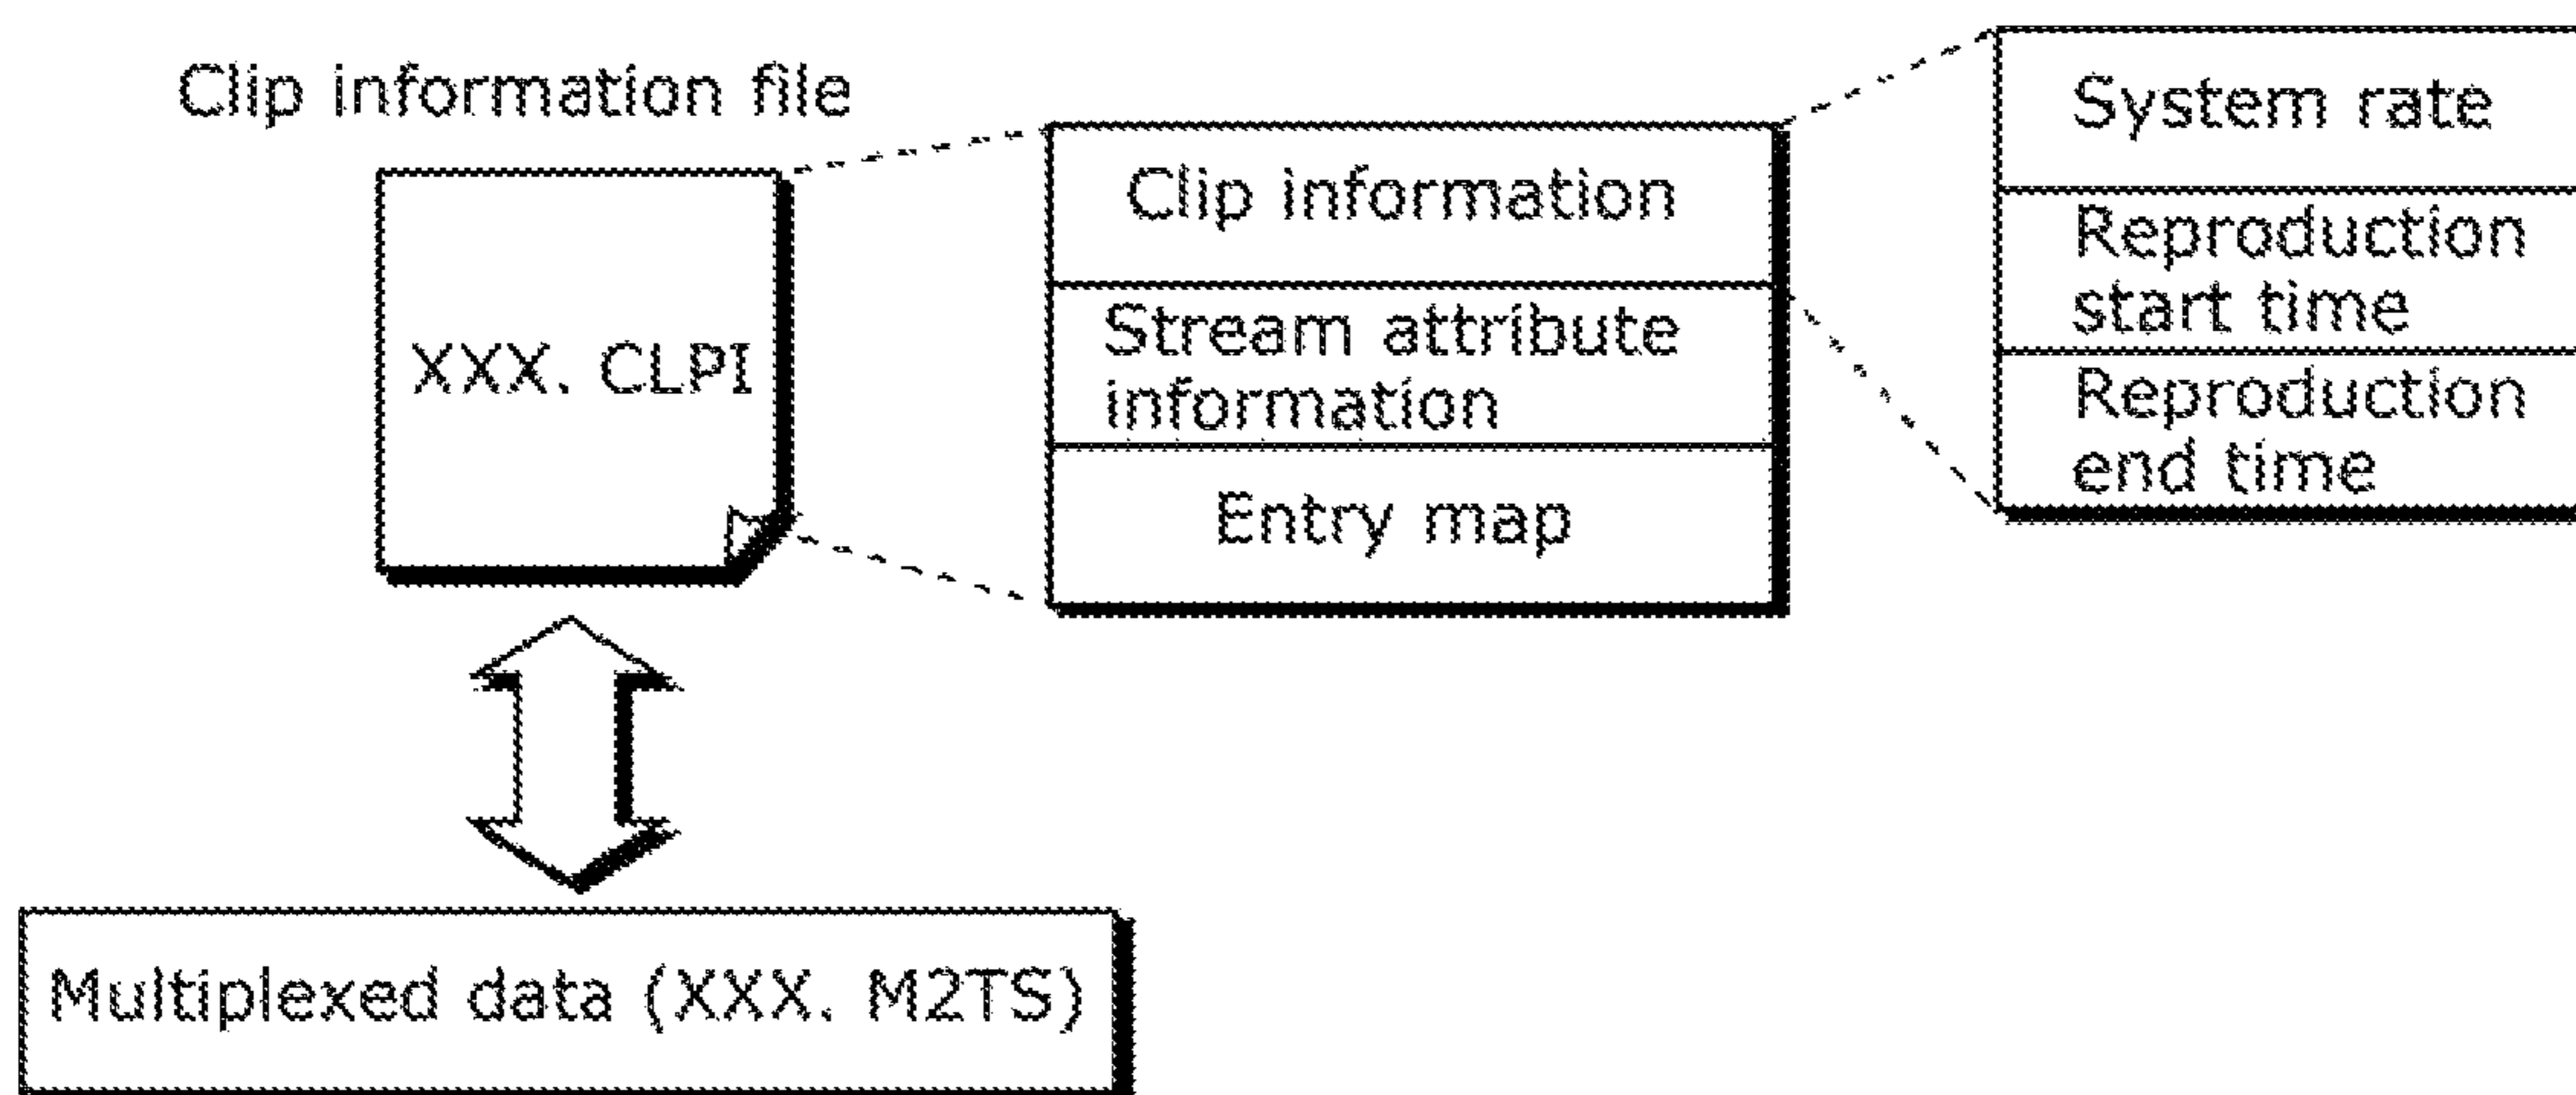 Clip information file
XXX. CLPI
Clip information
Stream attribute
information
Entry map
System rate
Reproduction
start time
Reproduction
end time
Multiplexed data (XXX. M2TS)